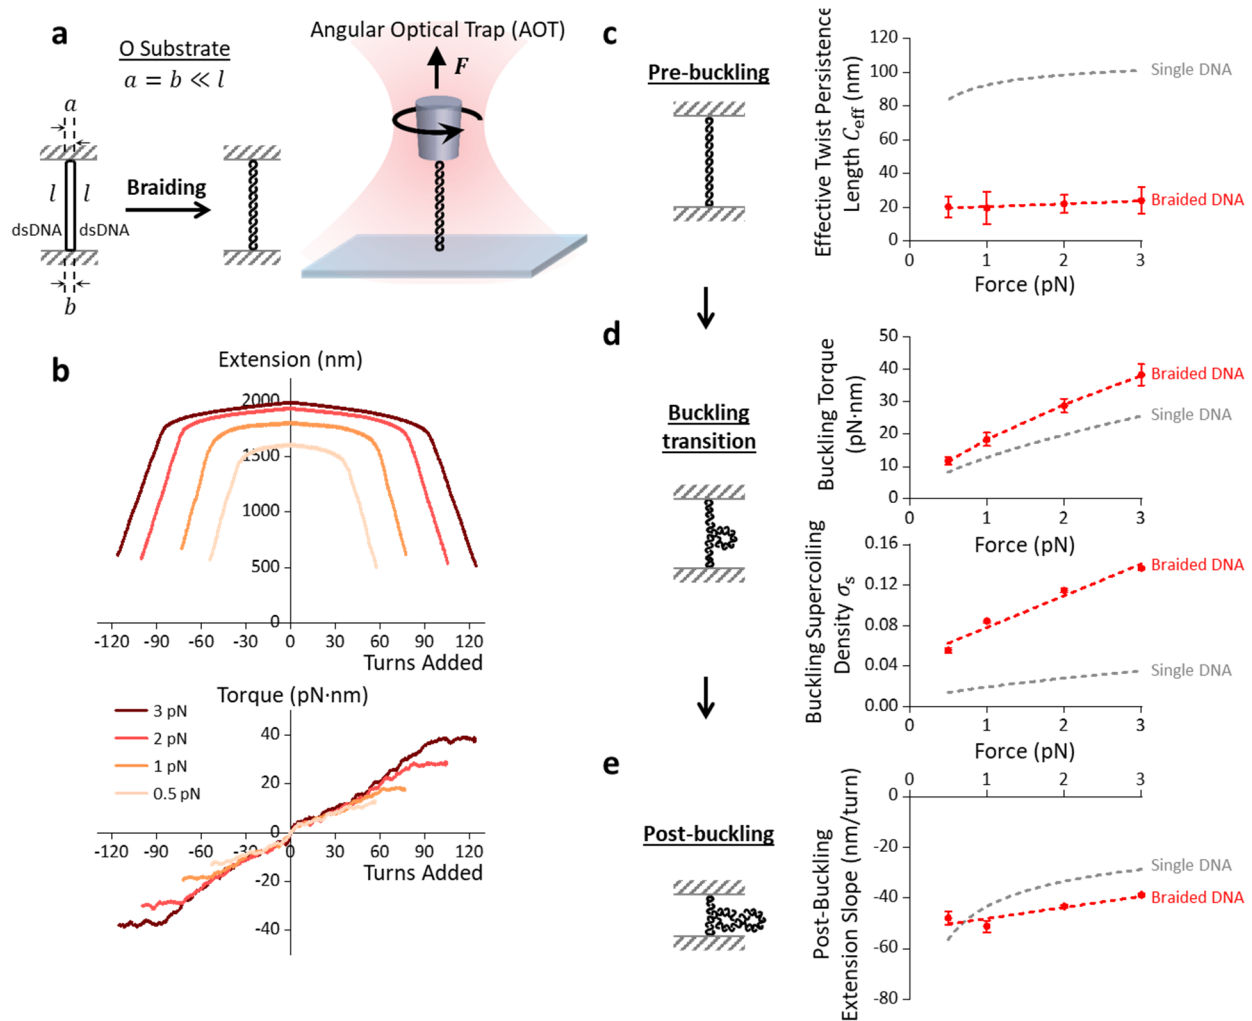 a
O Substrate
a = b ≪ l
a
l
l
dsDNA
dsDNA
b
Braiding
Angular Optical Trap (AOT)
F
b
Extension (nm)
2000
1500
1000
500
0
-120 -90 -60 -30 0 30 60 90 120
Turns Added
Torque (pN·nm)
3 pN
2 pN
1 pN
0.5 pN
40
20
0
-20
-40
-120 -90 -60 -30 0 30 60 90 120
Turns Added
c
Pre-buckling
Effective Twist Persistence
Length Ceff (nm)
120
100
80
60
40
20
0
0 1 2 3
Force (pN)
Single DNA
Braided DNA
d
Buckling
transition
Buckling Torque
(pN·nm)
50
40
30
20
10
0
0 1 2 3
Force (pN)
Braided DNA
Single DNA
Buckling Supercoiling
Density σs
0.16
0.12
0.08
0.04
0.00
0 1 2 3
Force (pN)
Braided DNA
Single DNA
e
Post-buckling
Post-Buckling
Extension Slope (nm/turn)
0 1 2 3
0
-20
-40
-60
-80
Single DNA
Braided DNA